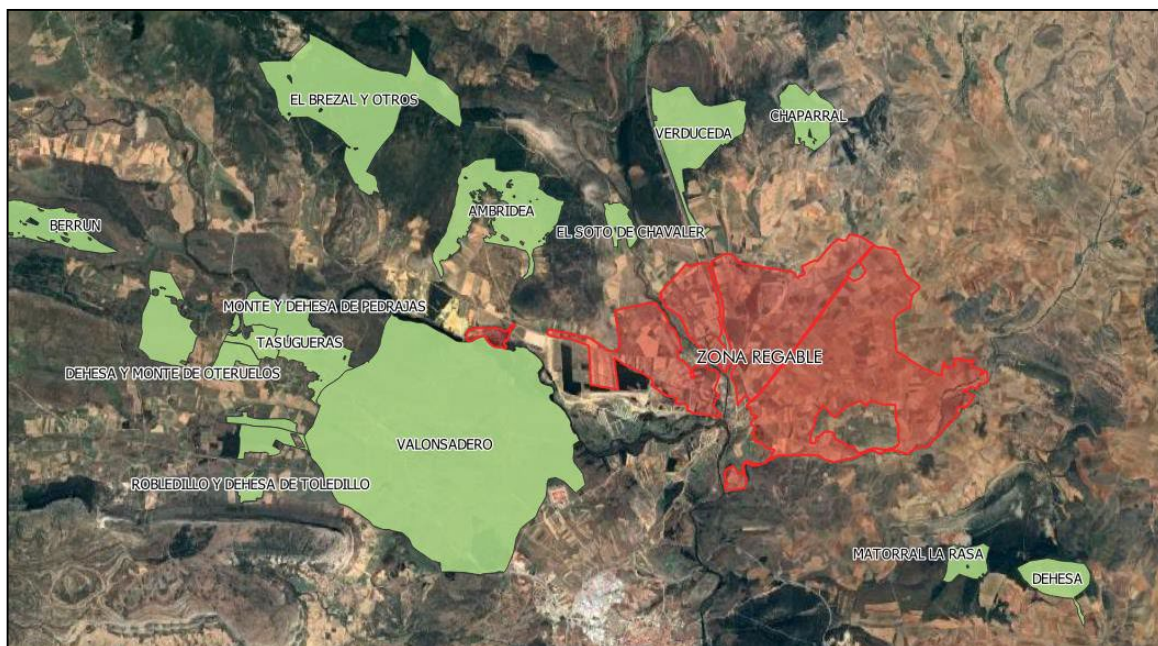 EL BREZAL Y OTROS
CHAPARRAL
VERDUCEDA
AMBRIDEA
BERRUN
EL SOTO DE CHAVALER
MONTE Y DEHESA DE PEDRAJAS
TASUGUERAS
ZONA REGABLE
DEHESA Y MONTE DE OTERUELOS
VALONSADERO
ROBLEDILLO Y DEHESA DE TOLEDILLO
MATORRAL LA RASA
DEHESA